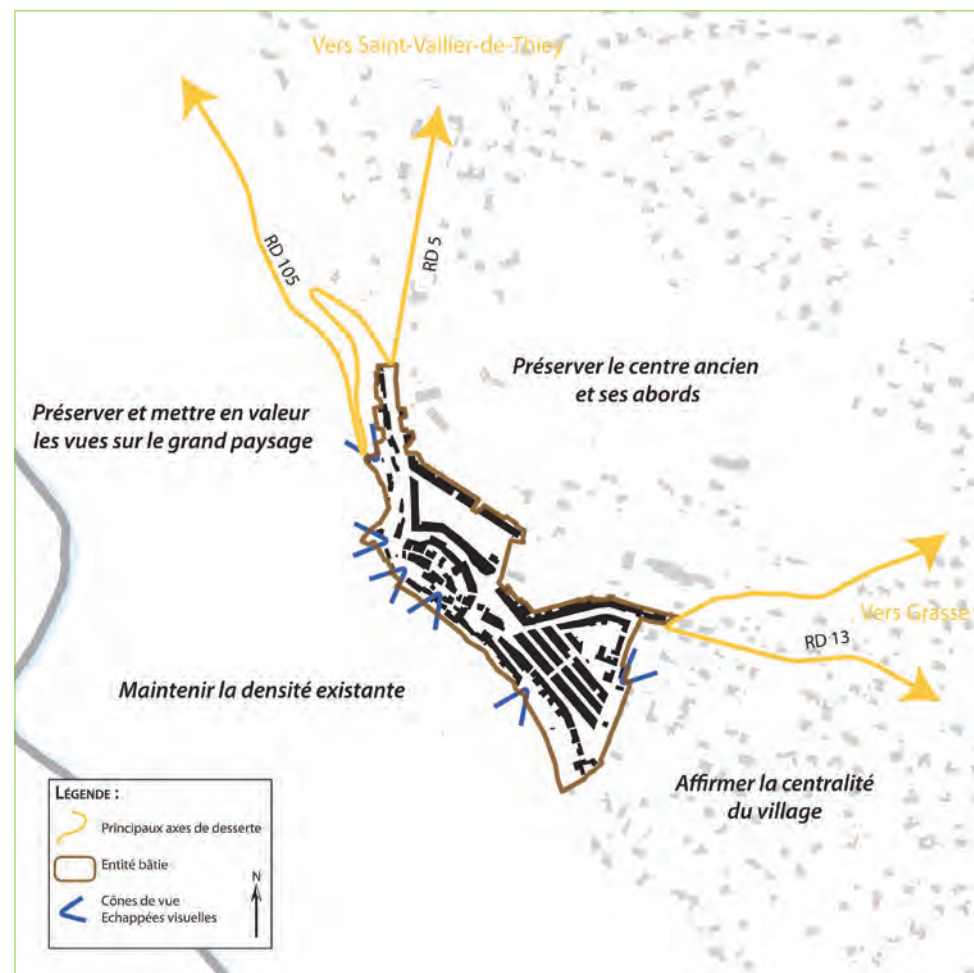 Vers Saint-Vallier-de-Thiey
RD 105
RD 5
Préserver le centre ancien
et ses abords
Préserver et mettre en valeur
les vues sur le grand paysage
Vers Grasse
RD 13
Maintenir la densité existante
Affirmer la centralité
du village
LÉGENDE :
Principaux axes de desserte
Entité bâtie
N
Cônes de vue
Echappées visuelles